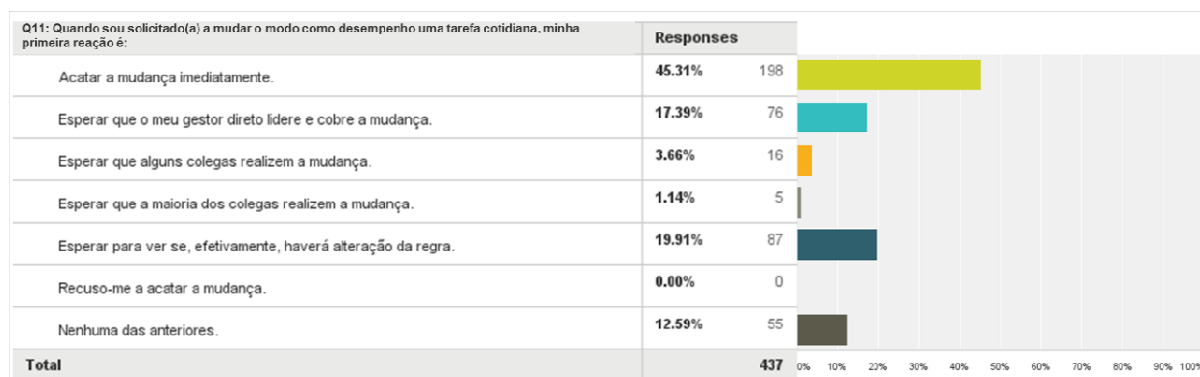 Q11: Quando sou solicitado(a) a mudar o modo como desempenho uma tarefa cotidiana, minha
primeira reação é:
Responses
Acatar a mudança imediatamente. 45.31% 198
Esperar que o meu gestor direto lidere e cobre a mudança. 17.39% 76
Esperar que alguns colegas realizem a mudança. 3.66% 16
Esperar que a maioria dos colegas realizem a mudança. 1.14% 5
Esperar para ver se, efetivamente, haverá alteração da regra. 19.91% 87
Recuso-me a acatar a mudança. 0.00% 0
Nenhuma das anteriores. 12.59% 55
Total 437
0% 10% 20% 30% 40% 50% 60% 70% 80% 90% 100%